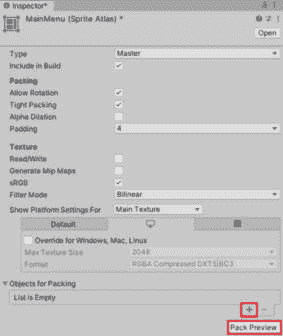 Inspector*
MainMenu (Sprite Atlas) *
Open
Type Master
Include in Build
Packing
Allow Rotation
Tight Packing
Alpha Dilation
Padding 4
Texture
Read/Write
Generate Mip Maps
sRGB
Filter Mode Bilinear
Show Platform Settings For Main Texture
Default
Override for Windows, Mac, Linux
Max Texture Size 2048
Format RGBA Compressed DXT5|BC3
Objects for Packing
List is Empty
+ −
Pack Preview